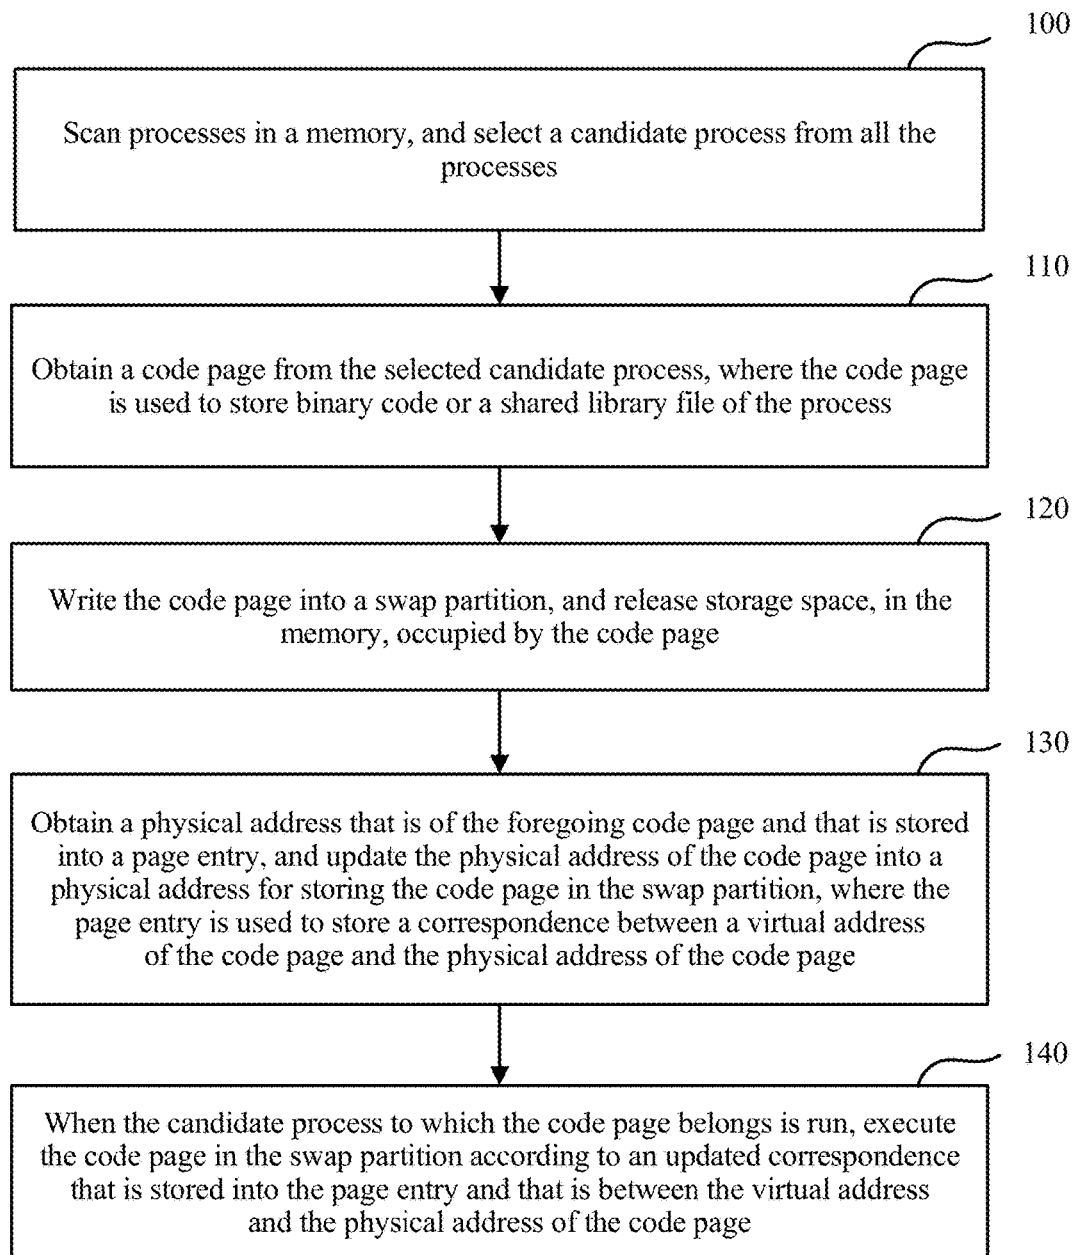 100
Scan processes in a memory, and select a candidate process from all the
processes
110
Obtain a code page from the selected candidate process, where the code page
is used to store binary code or a shared library file of the process
120
Write the code page into a swap partition, and release storage space, in the
memory, occupied by the code page
130
Obtain a physical address that is of the foregoing code page and that is stored
into a page entry, and update the physical address of the code page into a
physical address for storing the code page in the swap partition, where the
page entry is used to store a correspondence between a virtual address
of the code page and the physical address of the code page
140
When the candidate process to which the code page belongs is run, execute
the code page in the swap partition according to an updated correspondence
that is stored into the page entry and that is between the virtual address
and the physical address of the code page